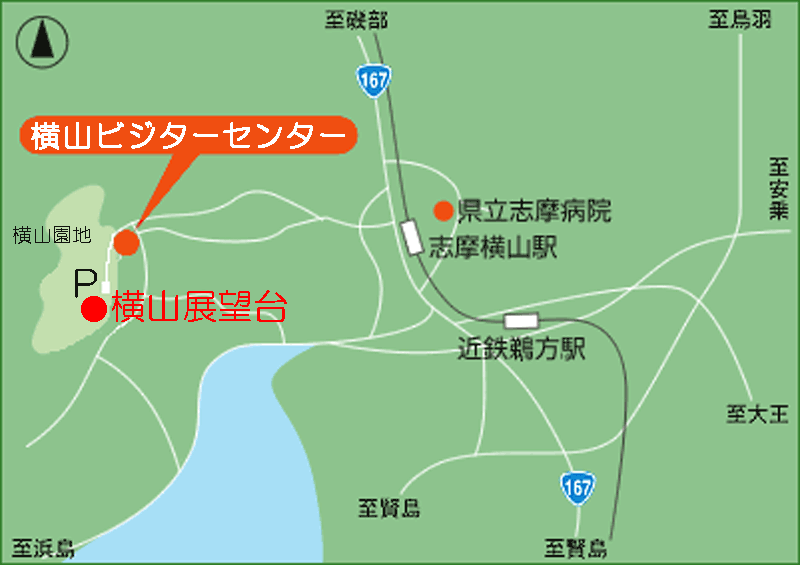 至磯部
至鳥羽
167
横山ビジターセンター
至安乗
県立志摩病院
横山園地
志摩横山駅
P
横山展望台
近鉄鵜方駅
至大王
167
至賢島
至浜島
至賢島